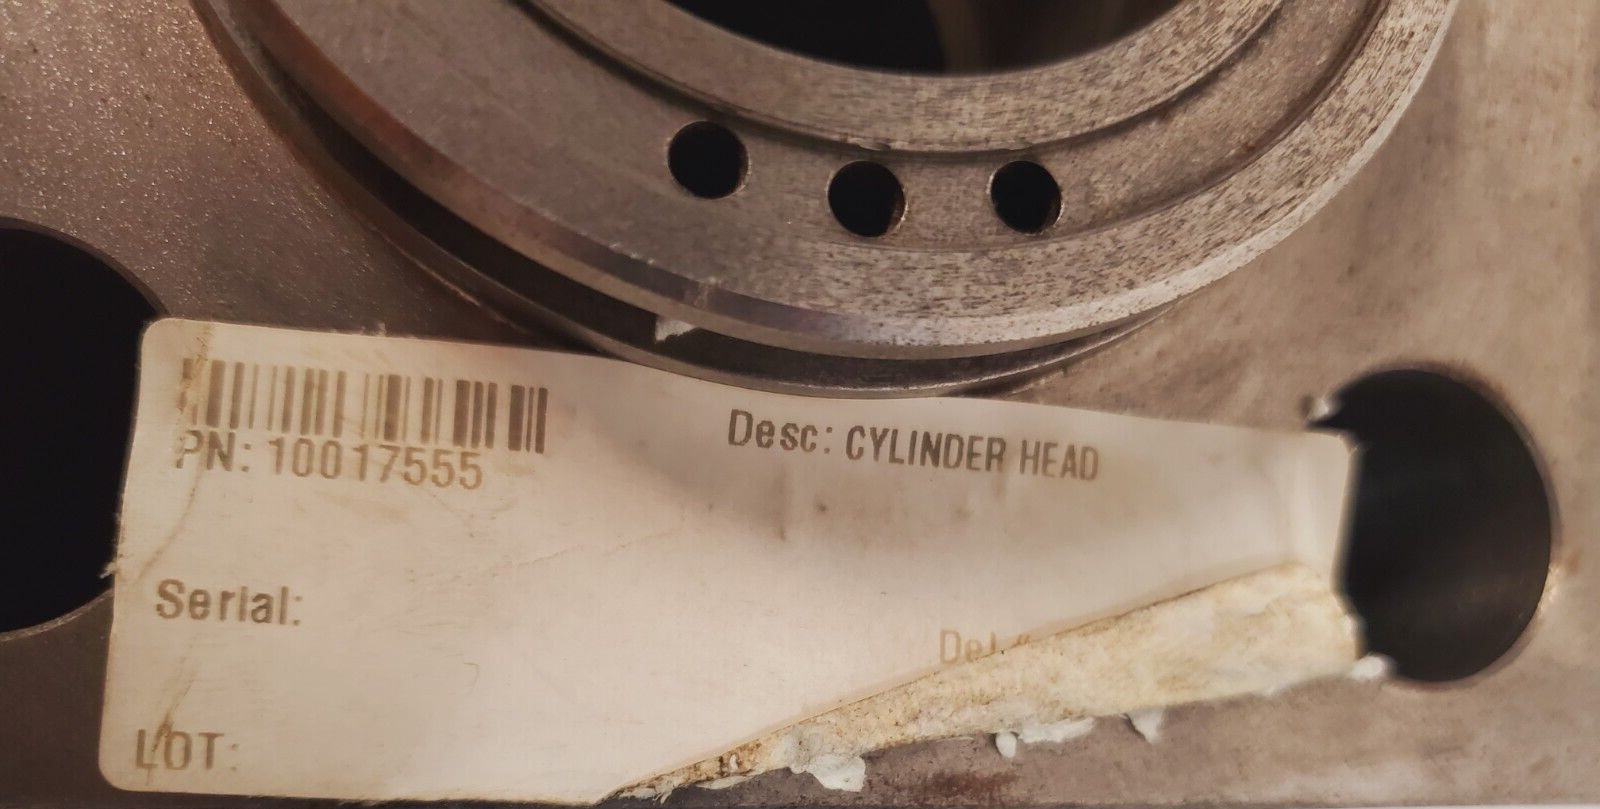 PN: 10017555
Desc: CYLINDER HEAD
Serial:
LOT: